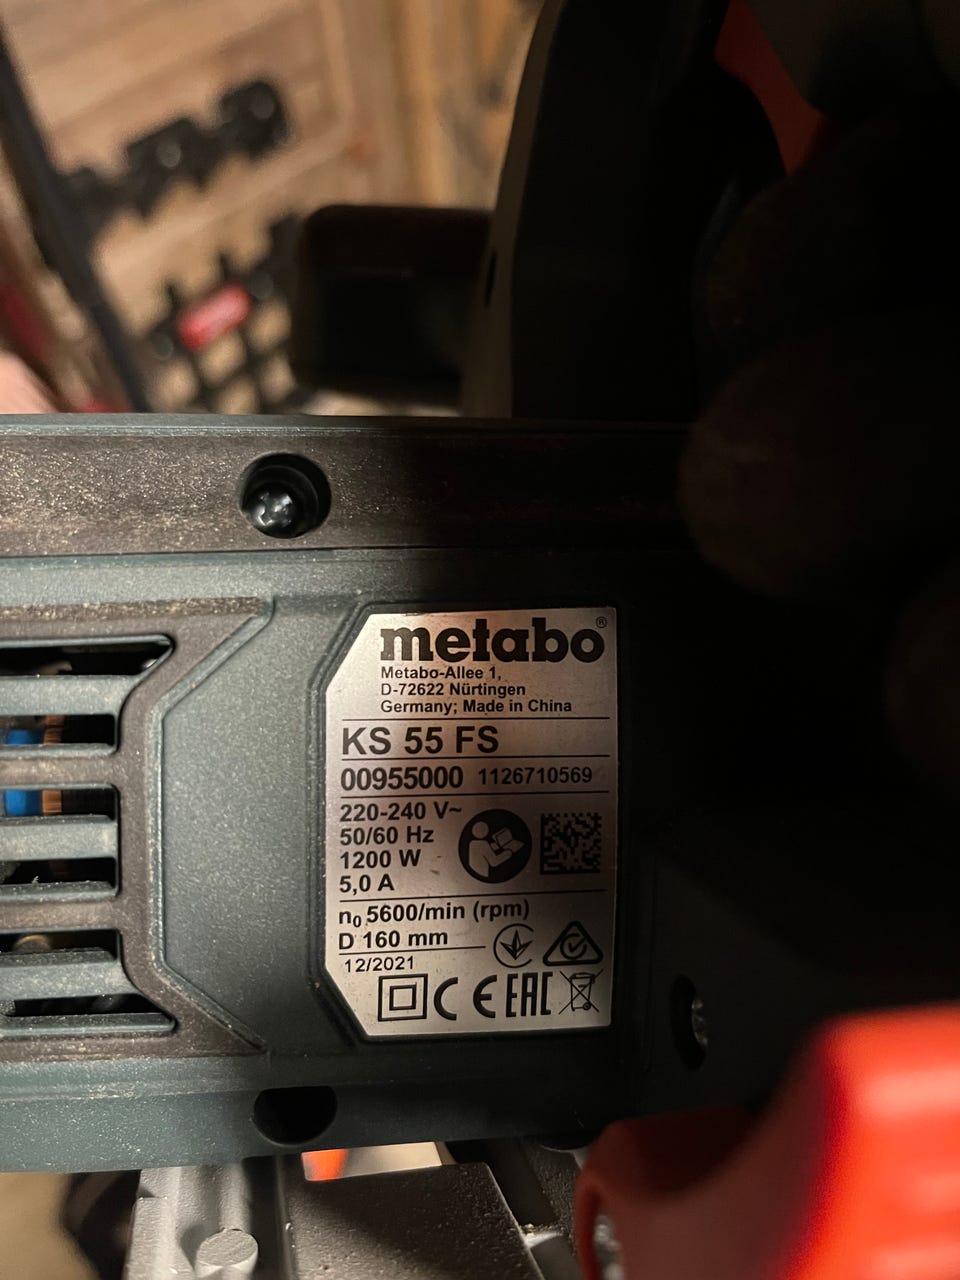 metabo®
Metabo-Allee 1,
D-72622 Nürtingen
Germany; Made in China
KS 55 FS
00955000 1126710569
220-240 V~
50/60 Hz
1200 W
5,0 A
n₀ 5600/min (rpm)
D 160 mm
12/2021
CE EAC